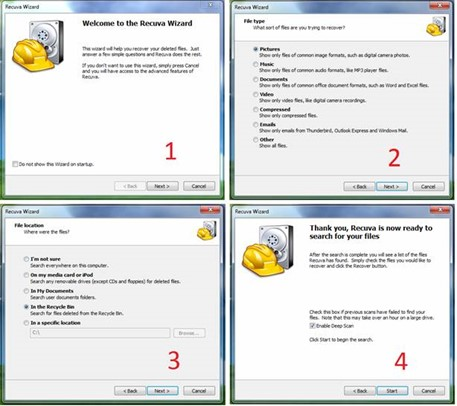 Recuva Wizard
Welcome to the Recuva Wizard
This wizard will help you recover your deleted files. Just
answer a few simple questions and Recuva does the rest.
If you don't want to use this wizard, simply press Cancel
and you will have access to the advanced features of
Recuva.
1
Do not show this Wizard on startup.
< Back
Next >
Cancel
Recuva Wizard
File type
What sort of files are you trying to recover?
Pictures
Show only files of common image formats, such as digital camera photos.
Music
Show only files of common audio formats, like MP3 player files.
Documents
Show only files of common office document formats, such as Word and Excel files.
Video
Show only video files, like digital camera recordings.
Compressed
Show only compressed files.
Emails
Show only emails from Thunderbird, Outlook Express and Windows Mail.
Other
Show all files.
2
< Back
Next >
Cancel
Recuva Wizard
File location
Where were the files?
I'm not sure
Search everywhere on this computer.
On my media card or iPod
Search any removable drives (except CDs and floppies) for deleted files.
In My Documents
Search user documents folders.
In the Recycle Bin
Search for files deleted from the Recycle Bin.
In a specific location
C:\
Browse...
3
< Back
Next >
Cancel
Recuva Wizard
Thank you, Recuva is now ready to
search for your files
After the search is complete you will see a list of the files
Recuva has found. Simply check the files you would like to
recover and click the Recover button.
Check this box if previous scans have failed to find your
files. Note that this may take over an hour on a large drive.
Enable Deep Scan
Click Start to begin the search.
4
< Back
Start
Cancel